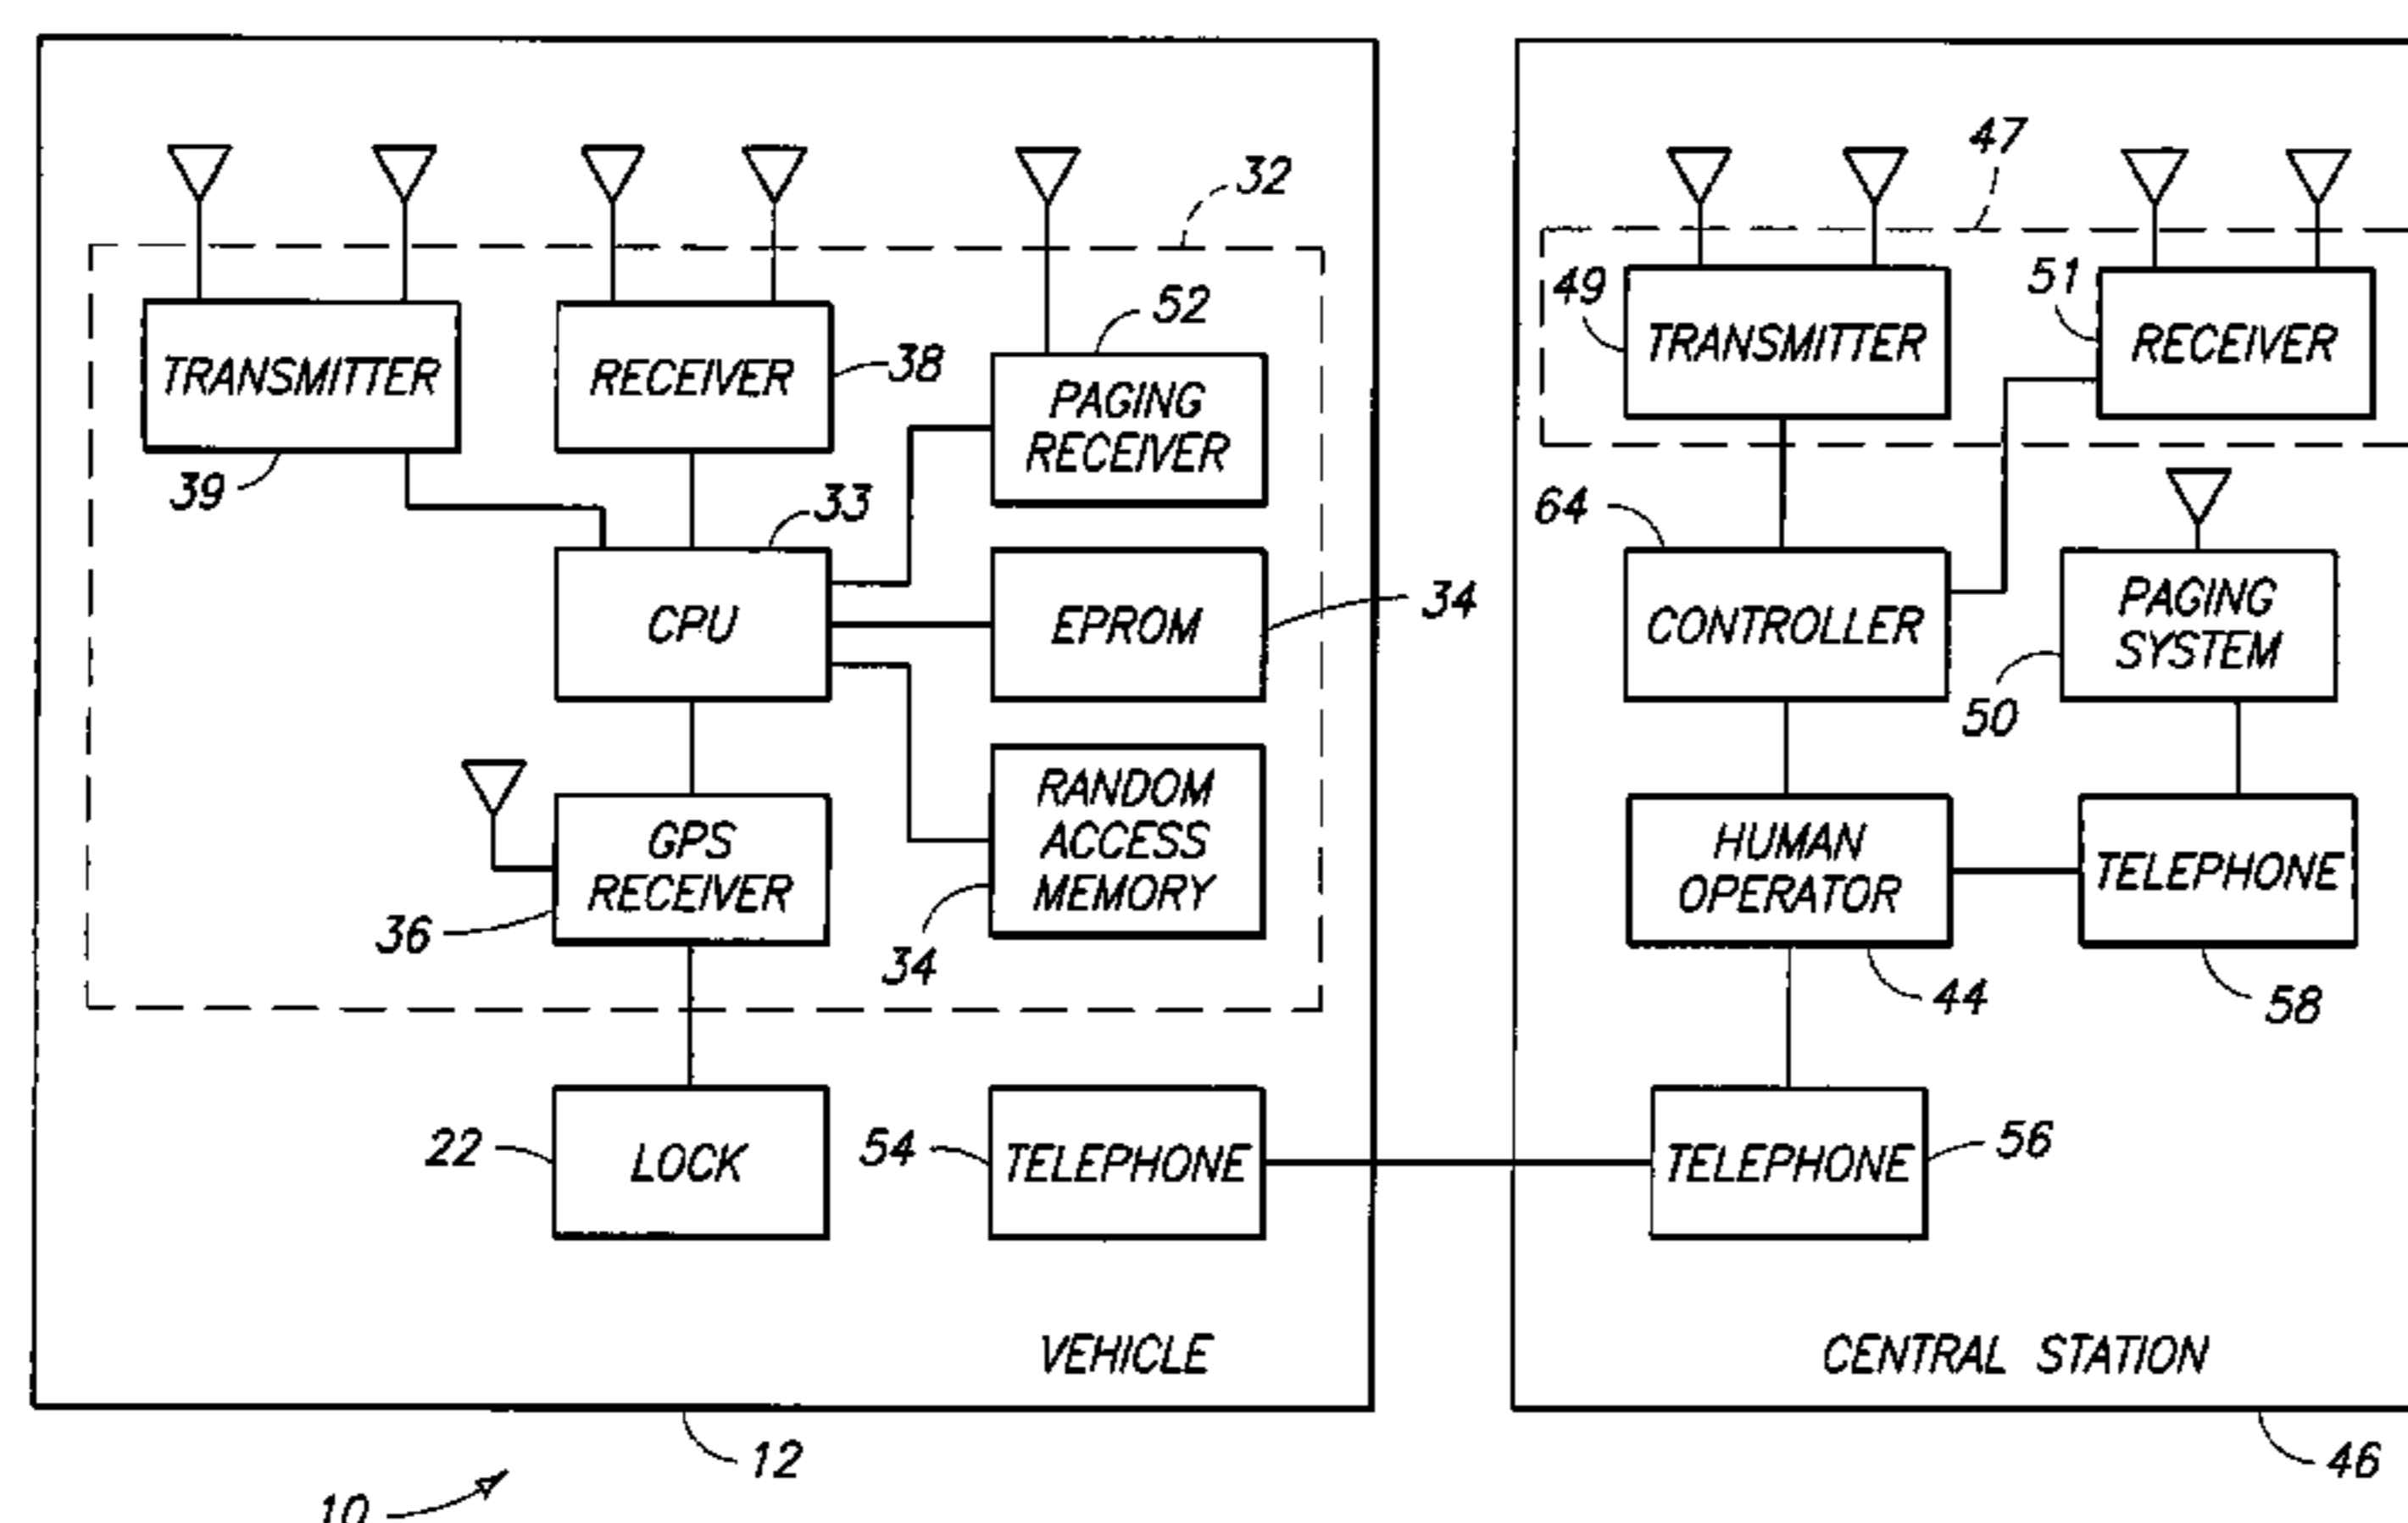 32
47
TRANSMITTER
39
RECEIVER
38
52
PAGING
RECEIVER
33
CPU
EPROM
34
GPS
RECEIVER
36
RANDOM
ACCESS
MEMORY
34
22
LOCK
54
TELEPHONE
VEHICLE
12
10
49
TRANSMITTER
51
RECEIVER
64
CONTROLLER
PAGING
SYSTEM
50
HUMAN
OPERATOR
44
TELEPHONE
58
TELEPHONE
56
CENTRAL STATION
46